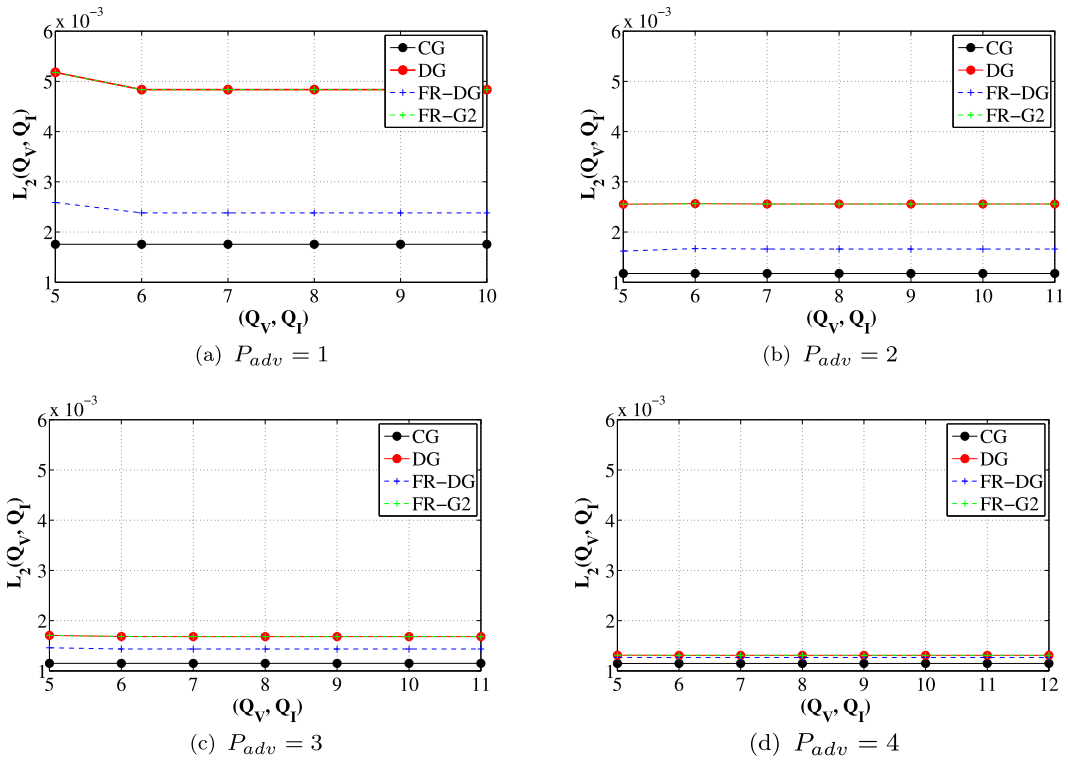 x 10⁻³
6
5
4
3
2
1
L₂(Q_V, Q_I)
CG
DG
FR−DG
FR−G2
5 6 7 8 9 10
(Q_V, Q_I)
(a) P_adv = 1
x 10⁻³
6
5
4
3
2
1
L₂(Q_V, Q_I)
CG
DG
FR−DG
FR−G2
5 6 7 8 9 10 11
(Q_V, Q_I)
(b) P_adv = 2
x 10⁻³
6
5
4
3
2
1
L₂(Q_V, Q_I)
CG
DG
FR−DG
FR−G2
5 6 7 8 9 10 11
(Q_V, Q_I)
(c) P_adv = 3
x 10⁻³
6
5
4
3
2
1
L₂(Q_V, Q_I)
CG
DG
FR−DG
FR−G2
5 6 7 8 9 10 11 12
(Q_V, Q_I)
(d) P_adv = 4